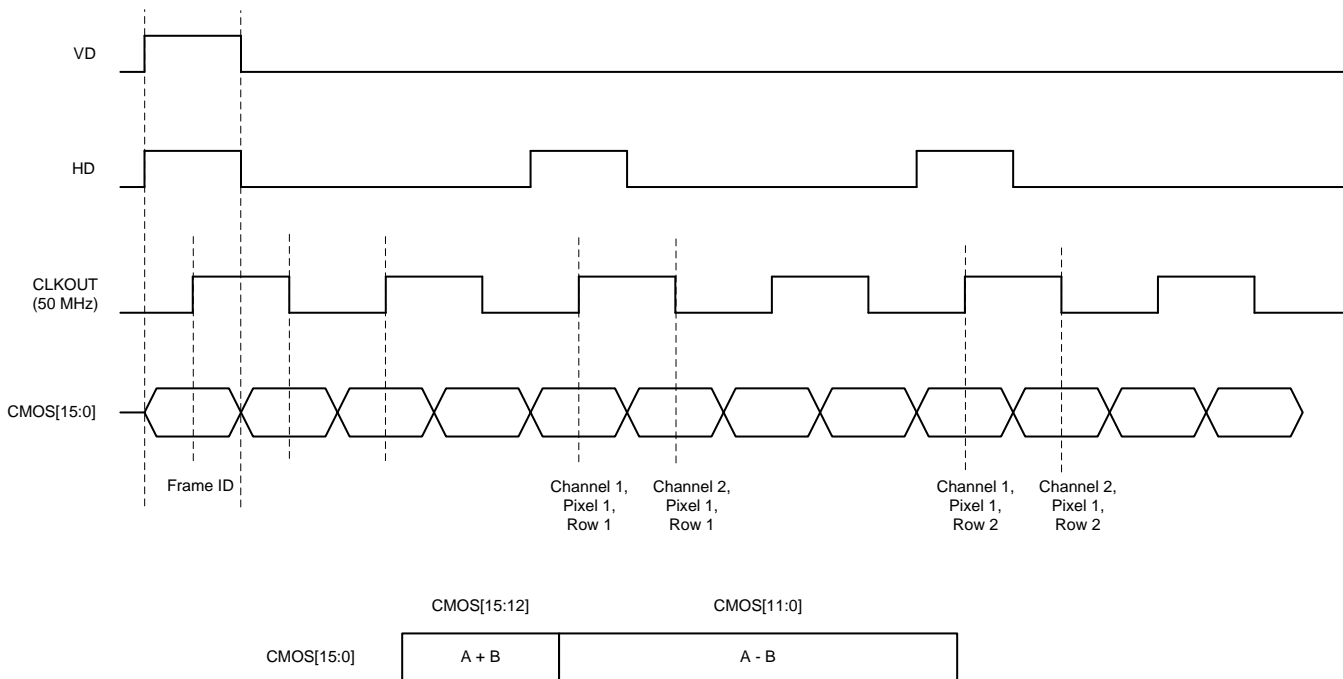 VD
HD
CLKOUT
(50 MHz)
CMOS[15:0]
Frame ID
Channel 1,
Pixel 1,
Row 1
Channel 2,
Pixel 1,
Row 1
Channel 1,
Pixel 1,
Row 2
Channel 2,
Pixel 1,
Row 2
CMOS[15:12]
CMOS[11:0]
CMOS[15:0]
A + B
A - B